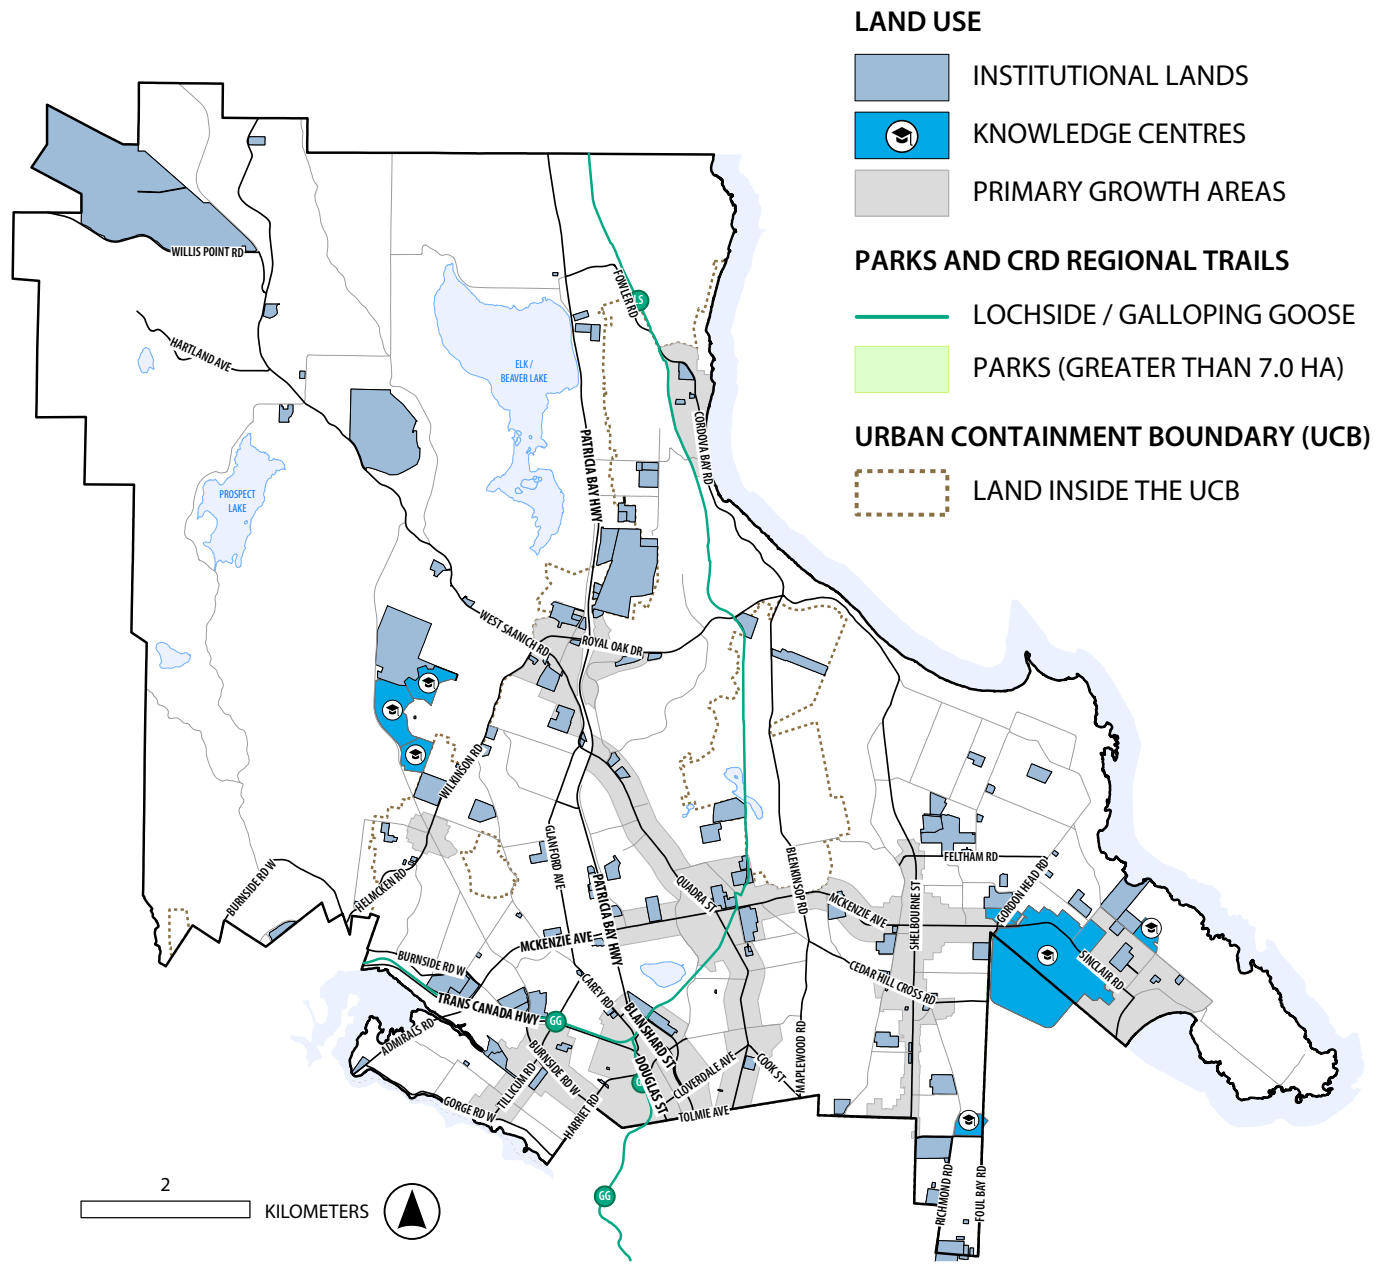 LAND USE
INSTITUTIONAL LANDS
KNOWLEDGE CENTRES
PRIMARY GROWTH AREAS
PARKS AND CRD REGIONAL TRAILS
LOCHSIDE / GALLOPING GOOSE
PARKS (GREATER THAN 7.0 HA)
URBAN CONTAINMENT BOUNDARY (UCB)
LAND INSIDE THE UCB
WILLIS POINT RD
FOWLER RD
LS
HARTLAND AVE
ELK /
BEAVER LAKE
CORDOVA BAY RD
PATRICIA BAY HWY
PROSPECT
LAKE
WEST SAANICH RD
ROYAL OAK DR
WILKINSON RD
GLANFORD AVE
BLENKINSOP RD
FELTHAM RD
BURNSIDE RD W
HELMCKEN RD
PATRICIA BAY HWY
QUADRA ST
MCKENZIE AVE
SHELBOURNE ST
GORDON HEAD RD
MCKENZIE AVE
BURNSIDE RD W
CAREY RD
CEDAR HILL CROSS RD
SINCLAIR RD
TRANS CANADA HWY
GG
BLANSHARD ST
ADMIRALS RD
BURNSIDE RD W
TILLICUM RD
DOUGLAS ST
CLOVERDALE AVE
COOK ST
MAPLEWOOD RD
GORGE RD W
HARRIET RD
TOLMIE AVE
RICHMOND RD
FOUL BAY RD
GG
2
KILOMETERS